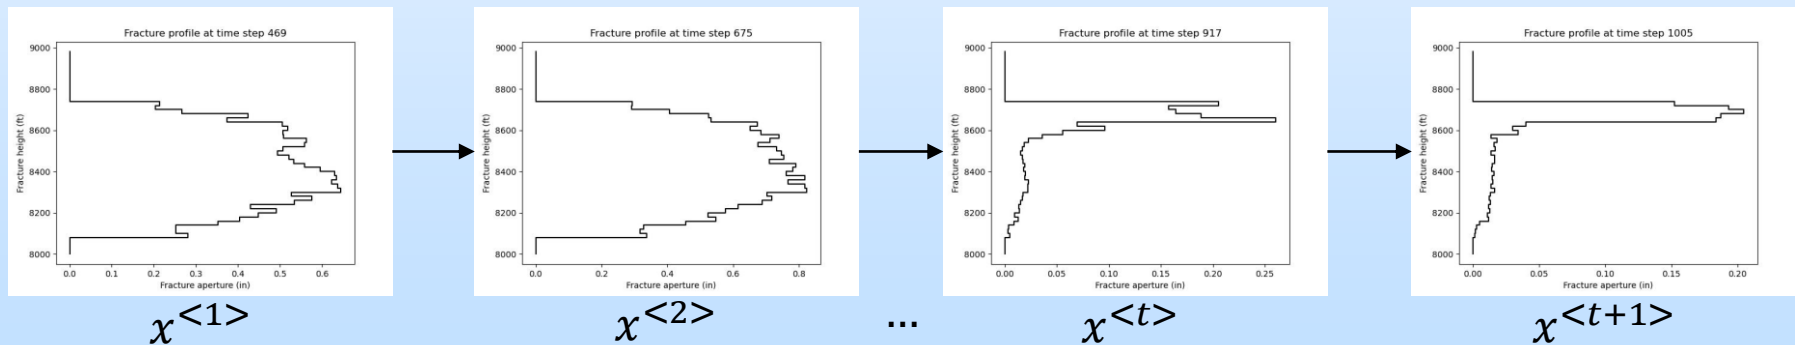 Fracture profile at time step 469
Fracture height (ft)
9000
8800
8600
8400
8200
8000
0.0 0.1 0.2 0.3 0.4 0.5 0.6
Fracture aperture (in)
x<1>
Fracture profile at time step 675
Fracture height (ft)
9000
8800
8600
8400
8200
8000
0.0 0.2 0.4 0.6 0.8
Fracture aperture (in)
x<2>
...
Fracture profile at time step 917
Fracture height (ft)
9000
8800
8600
8400
8200
8000
0.00 0.05 0.10 0.15 0.20 0.25
Fracture aperture (in)
x<t>
Fracture profile at time step 1005
Fracture height (ft)
9000
8800
8600
8400
8200
8000
0.00 0.05 0.10 0.15 0.20
Fracture aperture (in)
x<t+1>